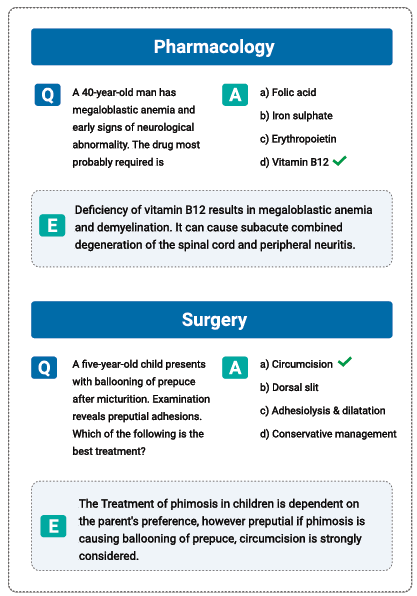 Pharmacology
Q
A 40-year-old man has
megaloblastic anemia and
early signs of neurological
abnormality. The drug most
probably required is
A
a) Folic acid
b) Iron sulphate
c) Erythropoietin
d) Vitamin B12
E
Deficiency of vitamin B12 results in megaloblastic anemia
and demyelination. It can cause subacute combined
degeneration of the spinal cord and peripheral neuritis.
Surgery
Q
A five-year-old child presents
with ballooning of prepuce
after micturition. Examination
reveals preputial adhesions.
Which of the following is the
best treatment?
A
a) Circumcision
b) Dorsal slit
c) Adhesiolysis & dilatation
d) Conservative management
E
The Treatment of phimosis in children is dependent on
the parent's preference, however preputial if phimosis is
causing ballooning of prepuce, circumcision is strongly
considered.